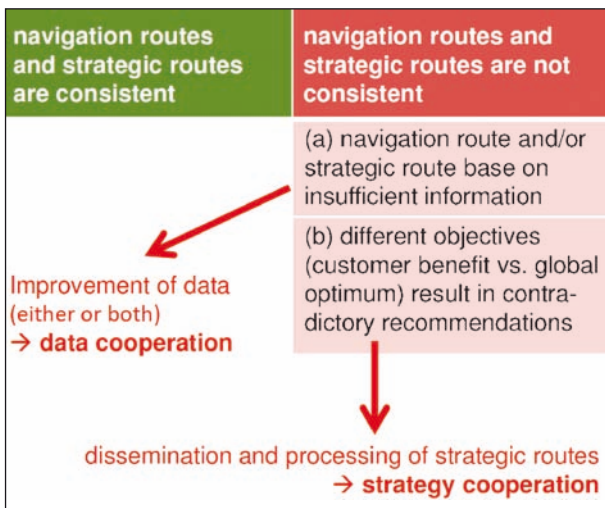 navigation routes
and strategic routes
are consistent
navigation routes and
strategic routes are not
consistent
(a) navigation route and/or
strategic route base on
insufficient information
(b) different objectives
(customer benefit vs. global
optimum) result in contra-
dictory recommendations
Improvement of data
(either or both)
→ data cooperation
dissemination and processing of strategic routes
→ strategy cooperation